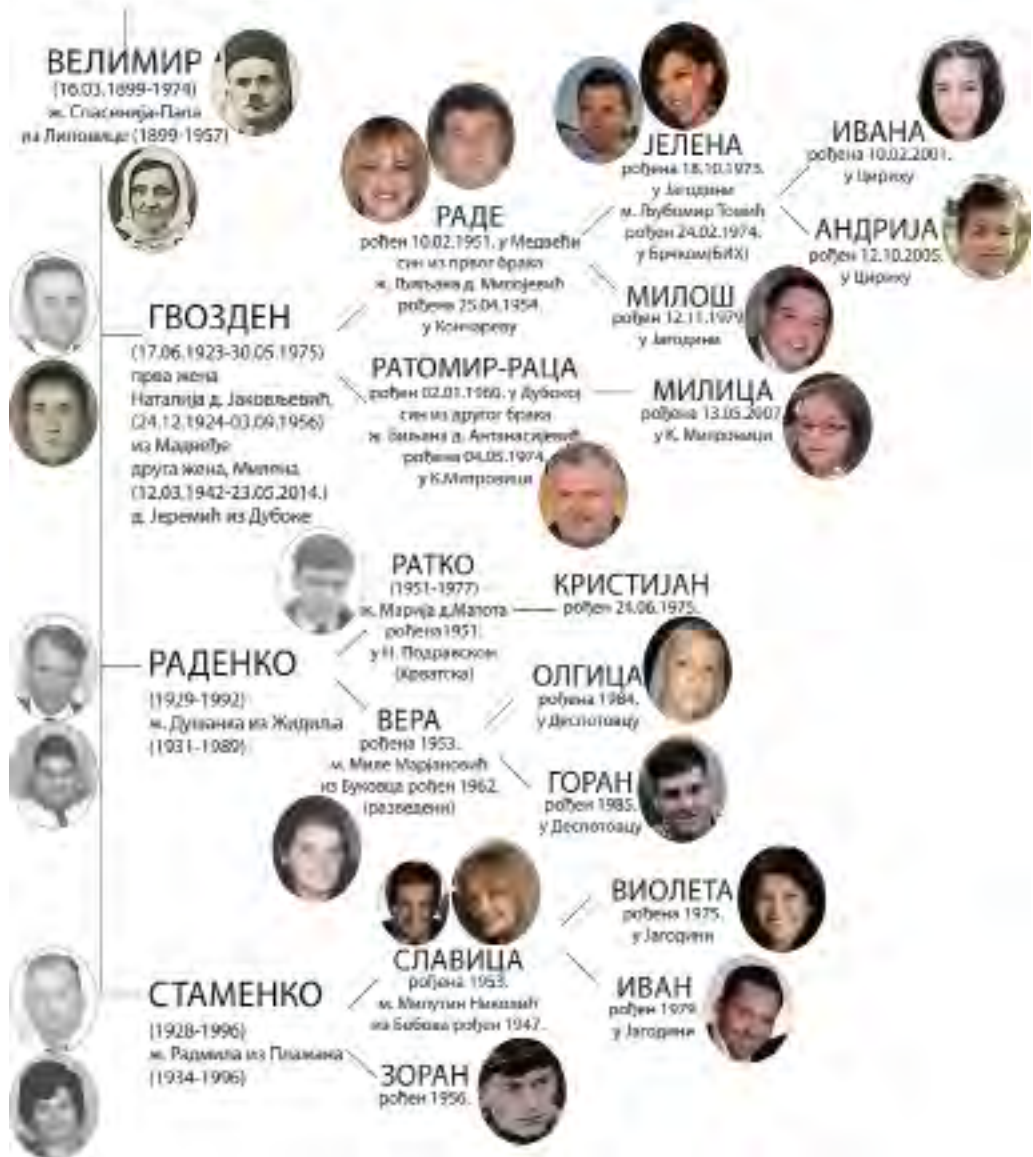 ВЕЛИМИР
(16.03.1899-1974)
ж. Спасенија-Папа
из Липовице (1899-1957)
ГВОЗДЕН
(17.06.1923-30.05.1975)
прва жена
Наталија д. Јаковљевић,
(24.12.1924-03.09.1956)
из Мадвеђе
друга жена, Милена
(12.03.1942-23.05.2014.)
д. Јеремић из Дубоке
РАДЕ
рођен 10.02.1951. у Медвеђи
син из првог брака
ж. Љиљана д. Милојевић
рођена 25.04.1954.
у Кончареву
ЈЕЛЕНА
рођена 18.10.1975.
у Јагодини
м. Љубомир Томић
рођен 24.02.1974.
у Брчком(БИХ)
ИВАНА
рођена 10.02.2001.
у Цириху
АНДРИЈА
рођен 12.10.2005.
у Цириху
МИЛОШ
рођен 12.11.1979
у Јагодини
РАТОМИР-РАЦА
рођен 02.01.1960. у Дубокој
син из другог брака
ж. Биљана д. Антанасијевић
рођена 04.05.1974.
у К.Митровици
МИЛИЦА
рођена 13.05.2007
у К. Митровици
РАДЕНКО
(1929-1992)
ж. Душанка из Жидиља
(1931-1989)
РАТКО
(1951-1977)
ж. Марија д.Матота
рођена1951.
у Н. Подравском
(Хрватска)
КРИСТИЈАН
рођен 24.06.1975.
ВЕРА
рођена 1953.
м. Миле Марјановић
из Буковца рођен 1962.
(разведени)
ОЛГИЦА
рођена 1984.
у Деспотовцу
ГОРАН
рођен 1985.
у Деспотовцу
СТАМЕНКО
(1928-1996)
ж. Радмила из Плажана
(1934-1996)
СЛАВИЦА
рођена 1953.
м. Милутин Николић
из Бобова рођен 1947.
ВИОЛЕТА
рођена 1975.
у Јагодини
ИВАН
рођен 1979
у Јагодини
ЗОРАН
рођен 1956.